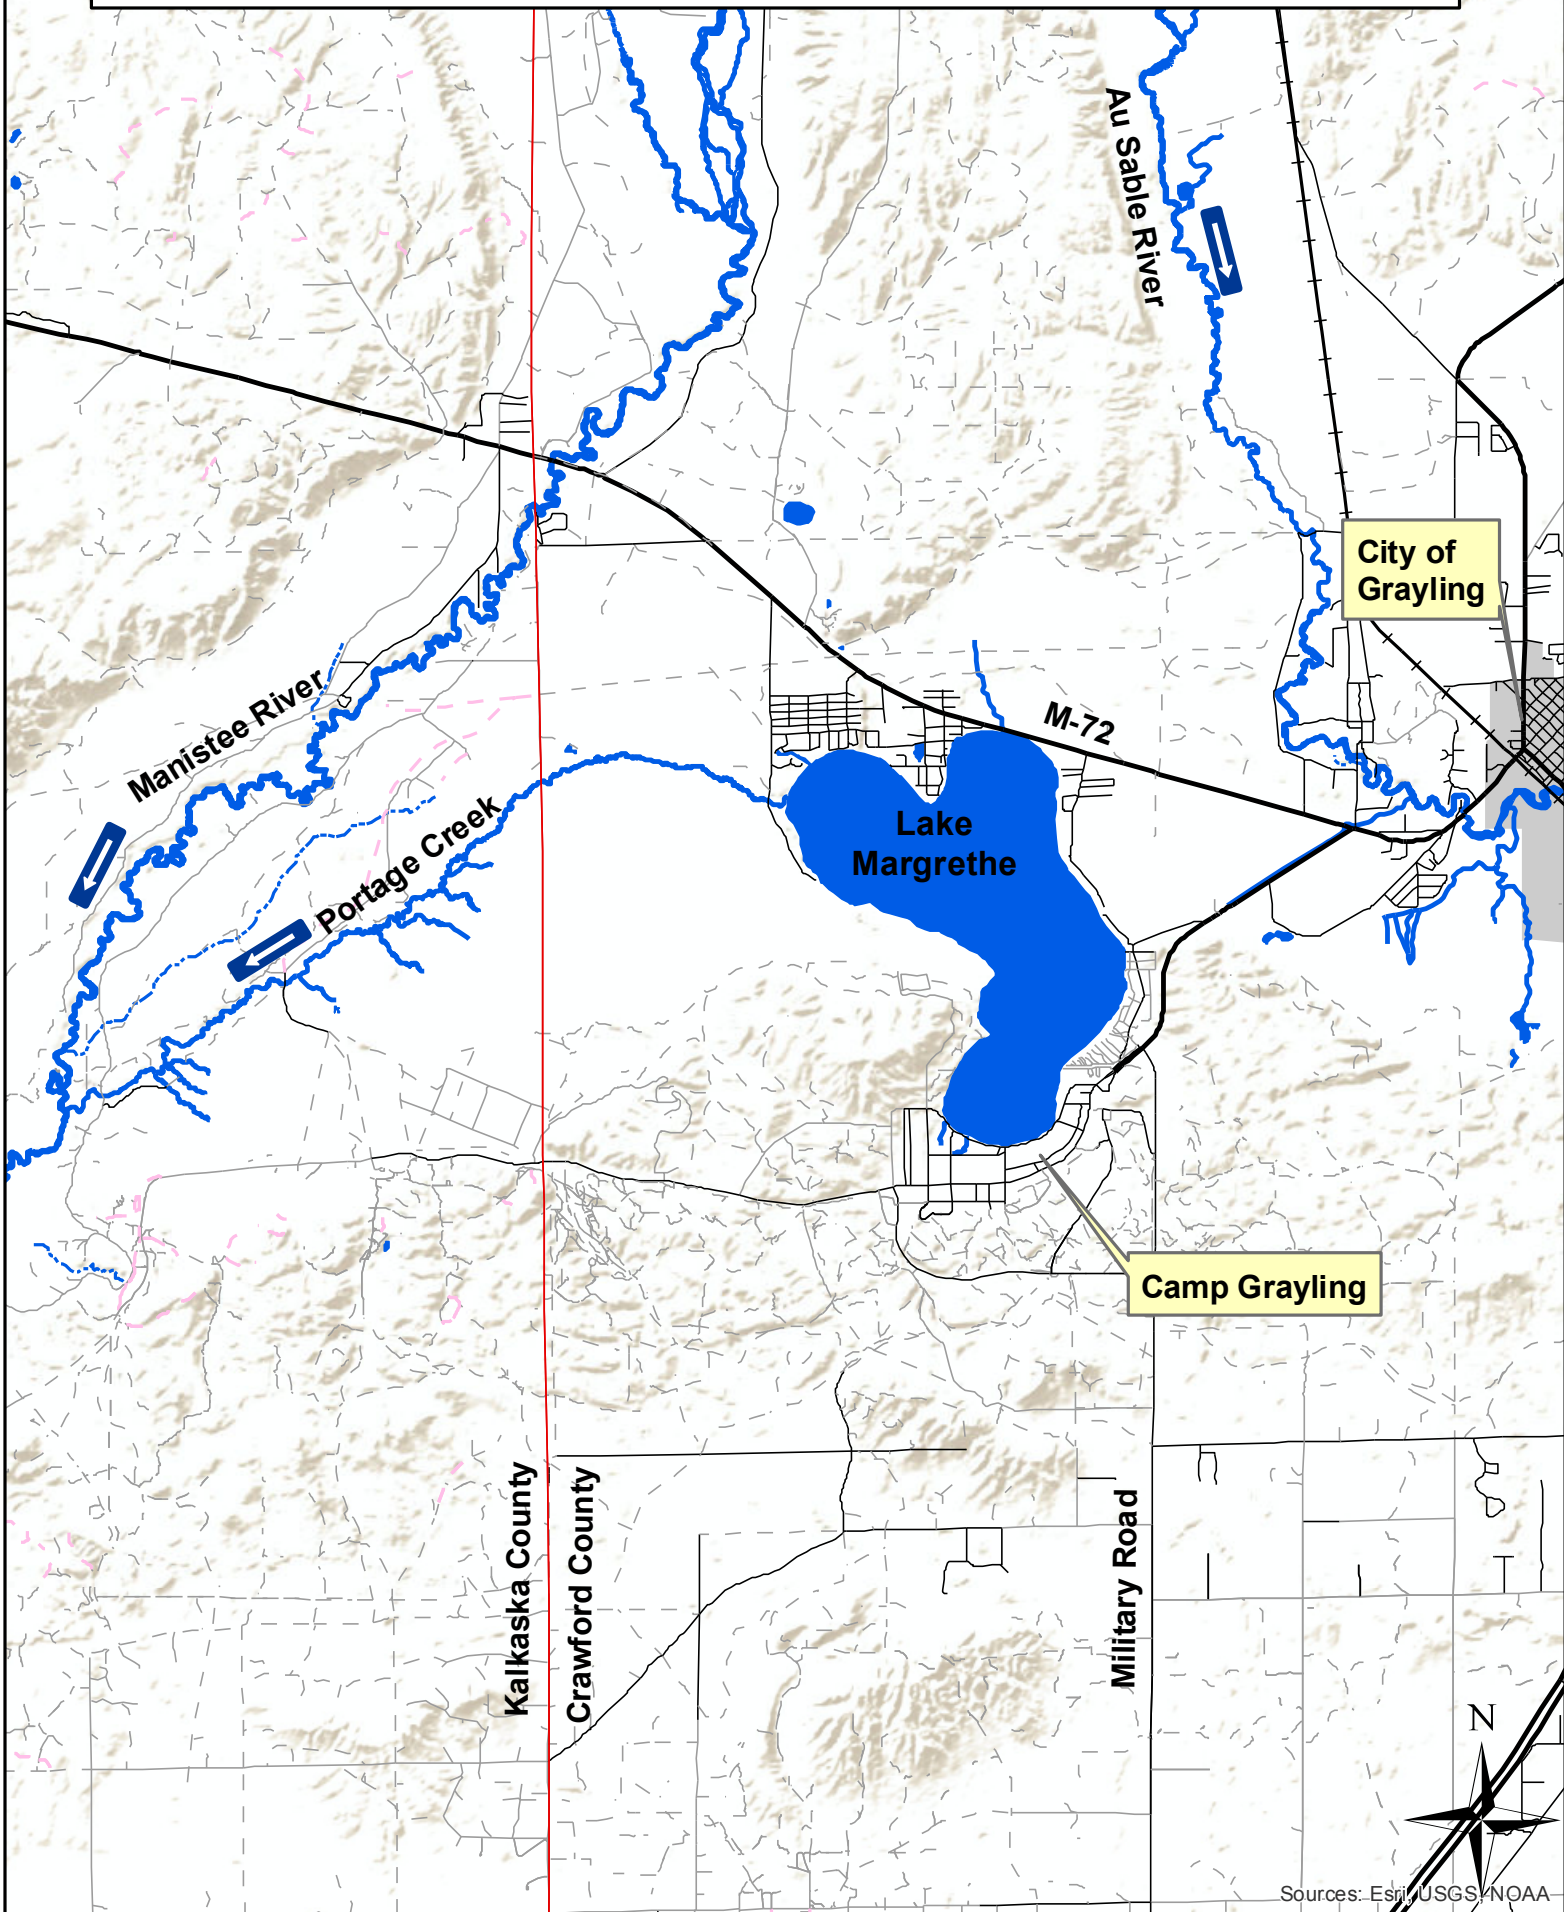 Au Sable River
City of
Grayling
Manistee River
M-72
Portage Creek
Lake
Margrethe
Camp Grayling
Kalkaska County
Crawford County
Military Road
N
Sources: Esri, USGS, NOAA